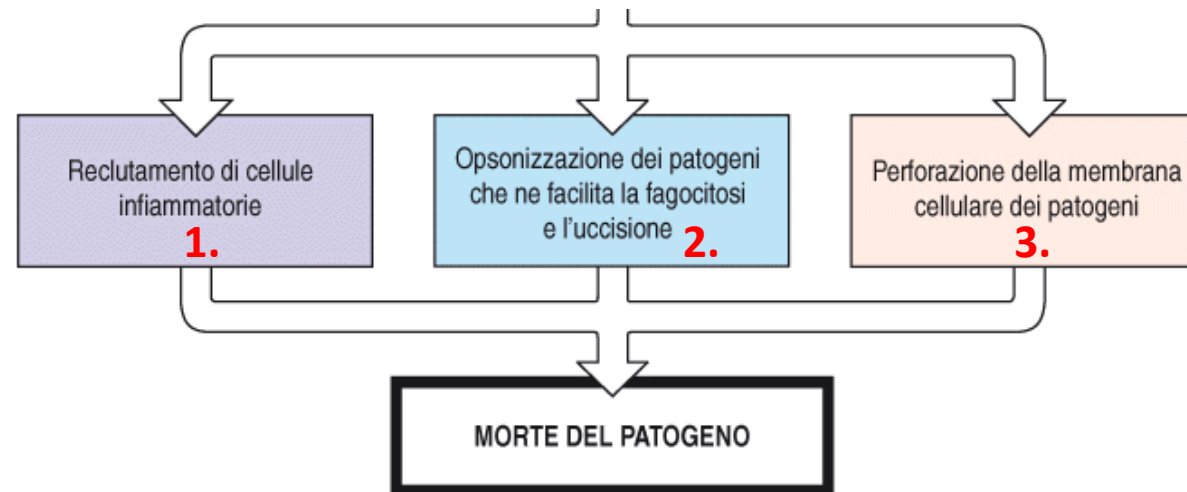 Reclutamento di cellule
infiammatorie
1.
Opsonizzazione dei patogeni
che ne facilita la fagocitosi
e l'uccisione 2.
Perforazione della membrana
cellulare dei patogeni
3.
MORTE DEL PATOGENO